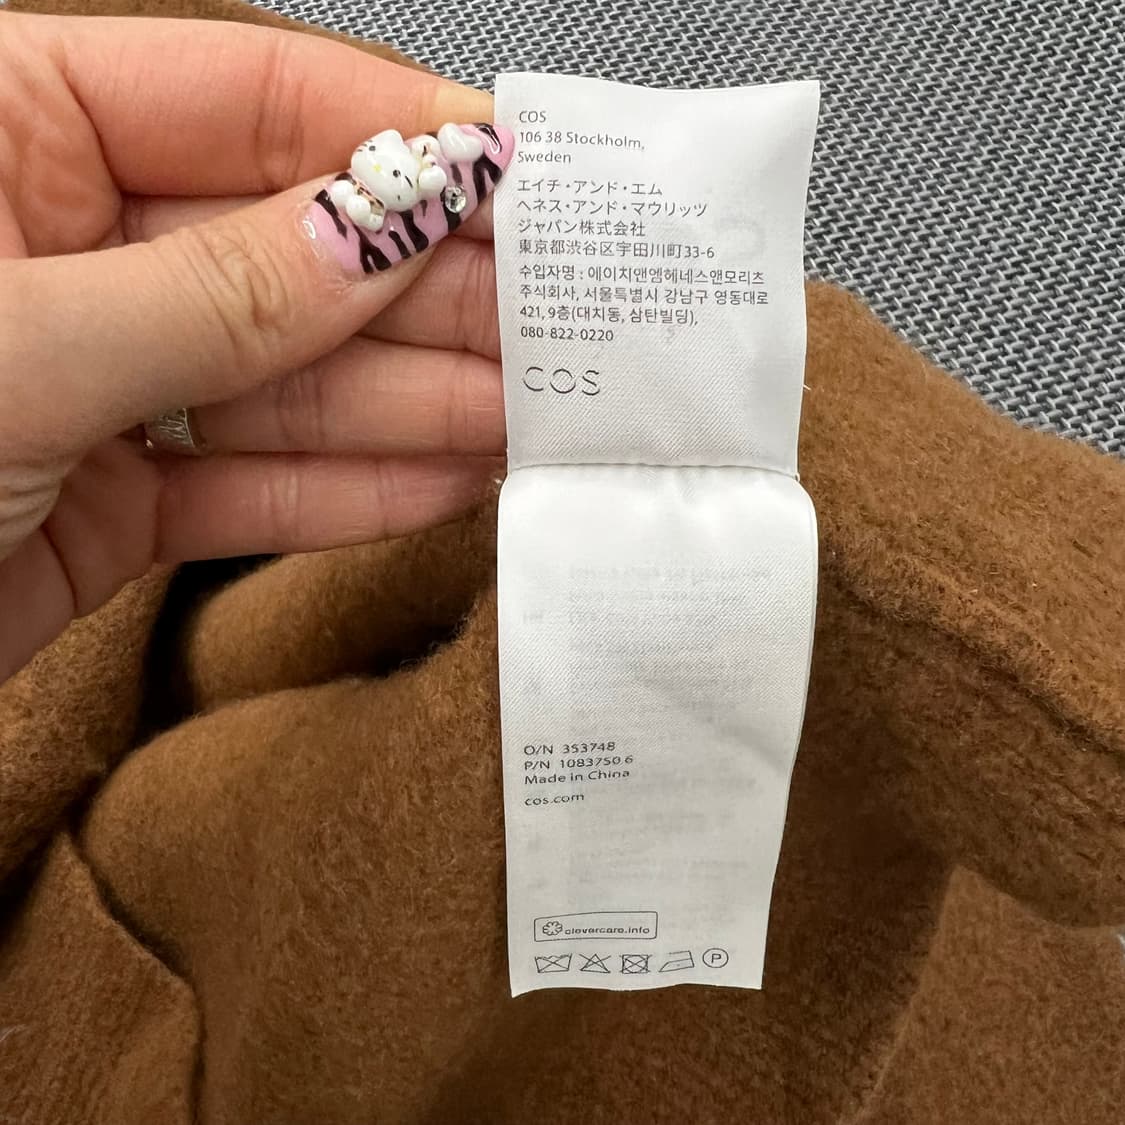 COS
106 38 Stockholm,
Sweden
エイチ・アンド・エム
ヘネス・アンド・マウリッツ
ジャパン株式会社
東京都渋谷区宇田川町33-6
수입자명 : 에이치앤엠헤네스앤모리츠
주식회사, 서울특별시 강남구 영동대로
421, 9층(대치동, 삼탄빌딩),
080-822-0220
COS
O/N 353748
P/N 1083750 6
Made in China
cos.com
clevercare.info
P